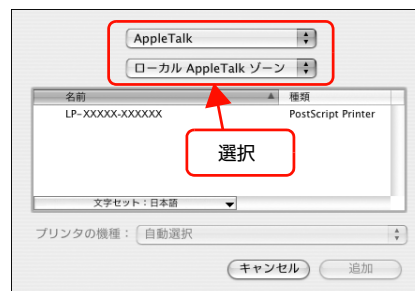 AppleTalk
ローカル AppleTalk ゾーン
名前 種類
LP-XXXXX-XXXXXX PostScript Printer
選択
文字セット：日本語
プリンタの機種： 自動選択
キャンセル 追加